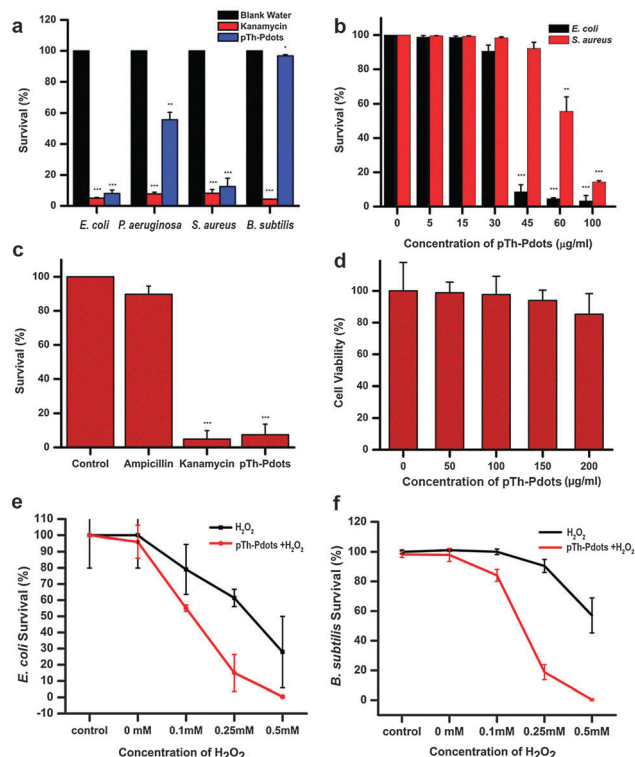 a
Blank Water
Kanamycin
pTh-Pdots
Survival (%)
120
100
80
60
40
20
0
*** *** *** ** *** *** *** *
E. coli P. aeruginosa S. aureus B. subtilis
b
E. coli
S. aureus
Survival (%)
100
80
60
40
20
0
*** ** *** *** ***
0 5 15 30 45 60 100
Concentration of pTh-Pdots (μg/ml)
c
Survival (%)
100
80
60
40
20
0
*** ***
Control Ampicillin Kanamycin pTh-Pdots
d
Cell Viability (%)
120
100
80
60
40
20
0
0 50 100 150 200
Concentration of pTh-Pdots (μg/ml)
e
H₂O₂
pTh-Pdots +H₂O₂
E. coli Survival (%)
110
100
90
80
70
60
50
40
30
20
10
0
-10
control 0 mM 0.1mM 0.25mM 0.5mM
Concentration of H₂O₂
f
H₂O₂
pTh-Pdots +H₂O₂
B. subtilis Survival (%)
120
100
80
60
40
20
0
control 0 mM 0.1mM 0.25mM 0.5mM
Concentration of H₂O₂